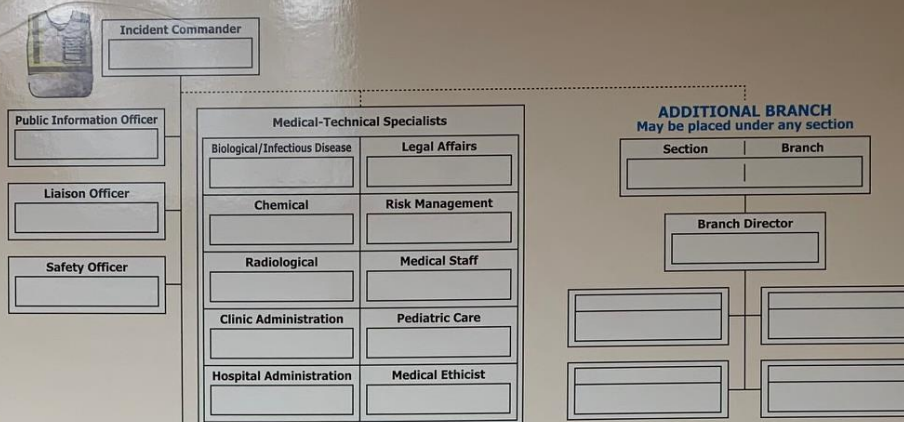 Incident Commander
Public Information Officer
Liaison Officer
Safety Officer
Medical-Technical Specialists
Biological/Infectious Disease
Legal Affairs
Chemical
Risk Management
Radiological
Medical Staff
Clinic Administration
Pediatric Care
Hospital Administration
Medical Ethicist
ADDITIONAL BRANCH
May be placed under any section
Section | Branch
Branch Director